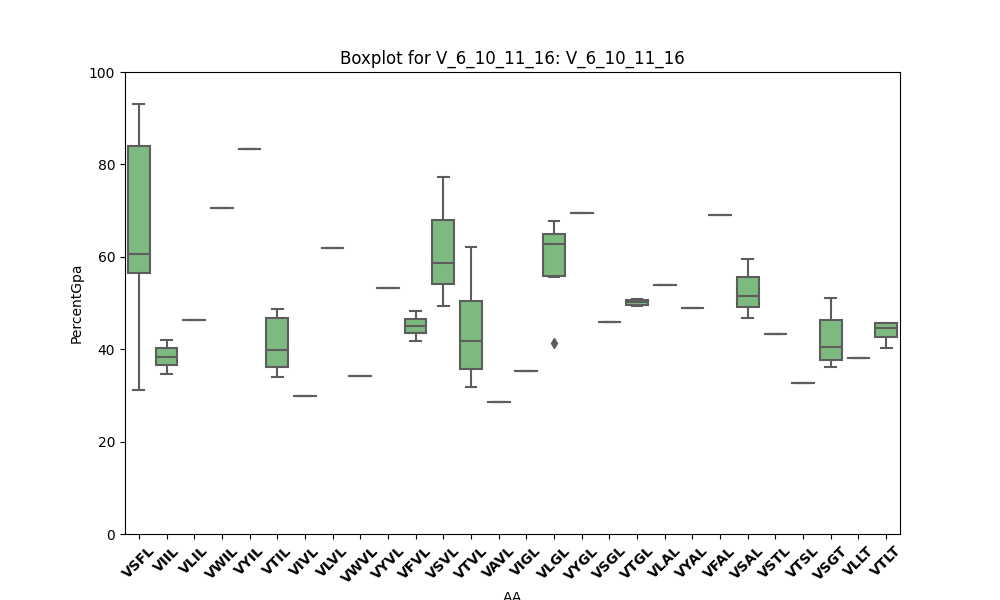 Boxplot for V_6_10_11_16: V_6_10_11_16
100
80
60
40
20
0
PercentGpa
VSFL VIIL VLIL VWIL VYIL VTIL VIVL VLVL VWVL VYVL VFVL VSVL VTVL VAVL VIGL VLGL VYGL VSGL VTGL VLAL VYAL VFAL VSAL VSTL VTSL VSGT VLLT VTLT
AA